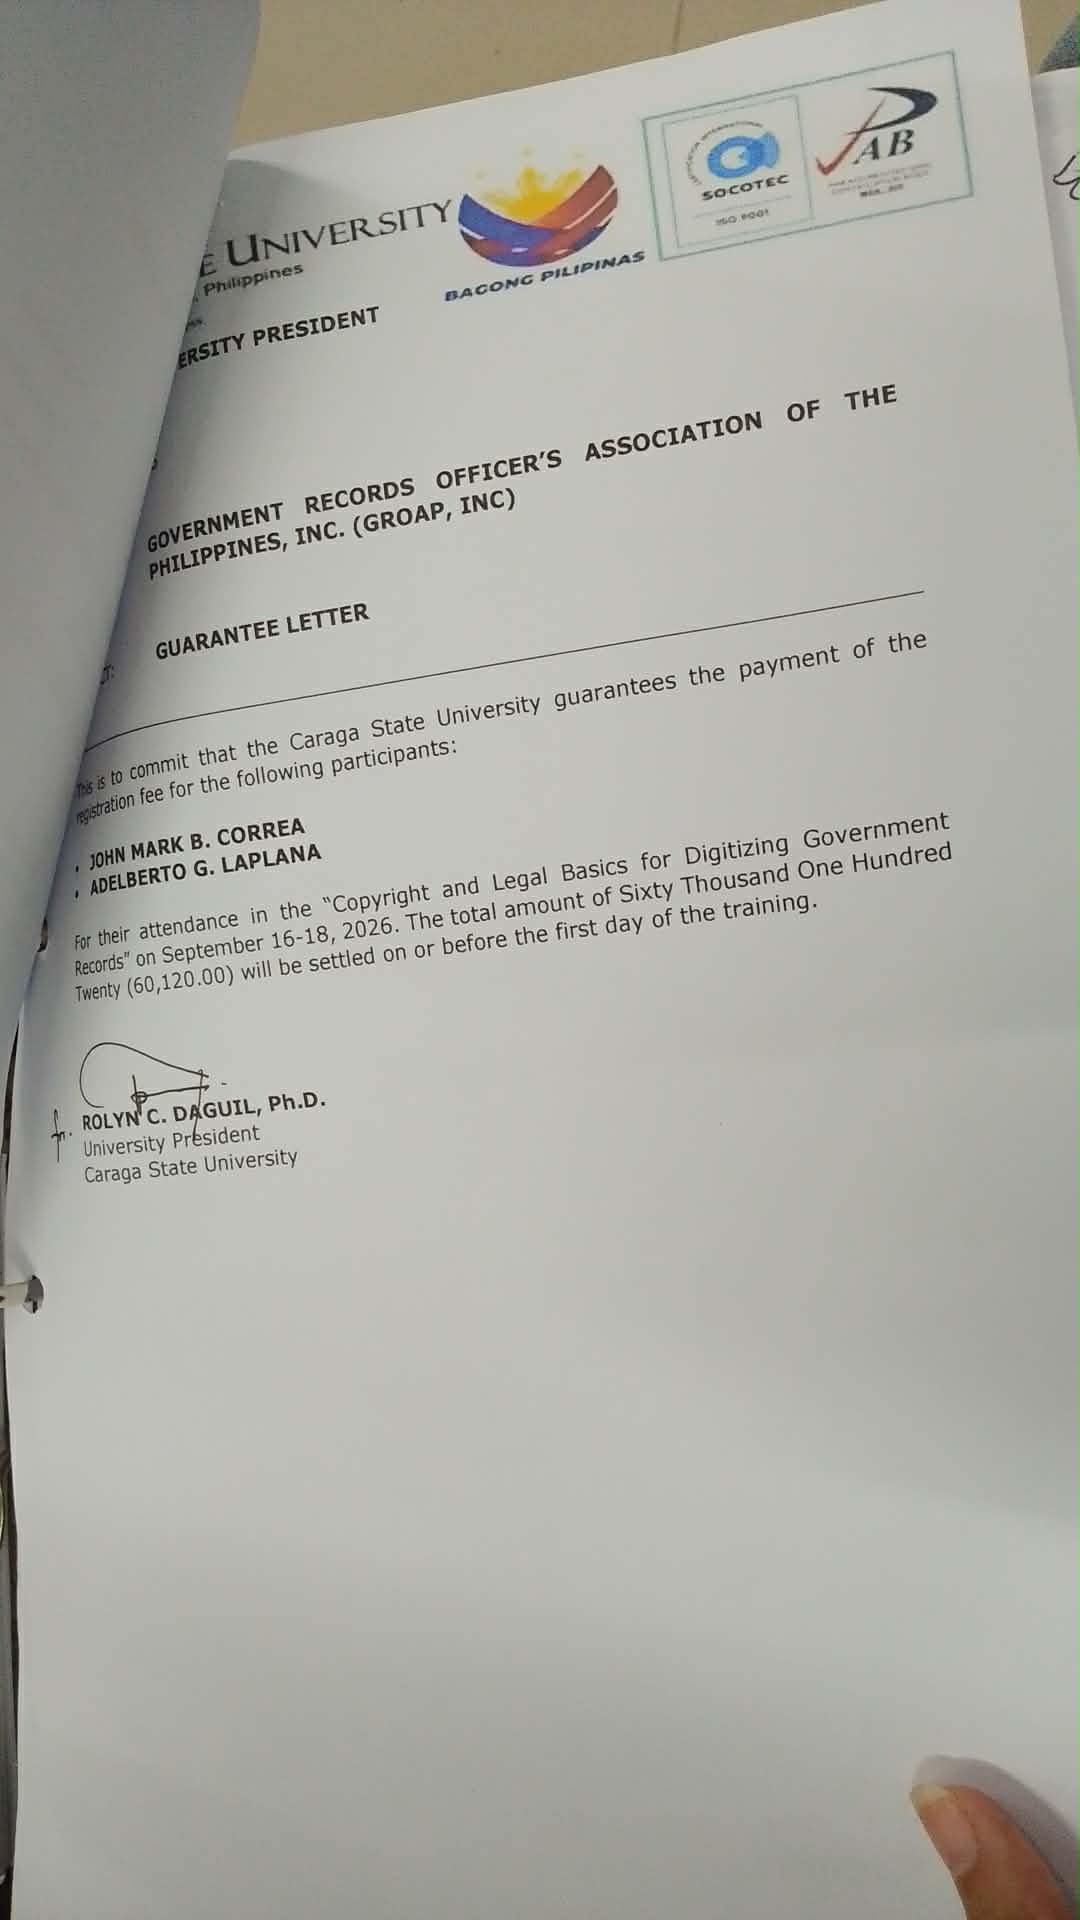 UNIVERSITY
Philippines
ERSITY PRESIDENT
BAGONG PILIPINAS
SOCOTEC
ISO 9001
PAB
GOVERNMENT RECORDS OFFICER'S ASSOCIATION OF THE
PHILIPPINES, INC. (GROAP, INC)
GUARANTEE LETTER
This is to commit that the Caraga State University guarantees the payment of the
registration fee for the following participants:
JOHN MARK B. CORREA
ADELBERTO G. LAPLANA
For their attendance in the "Copyright and Legal Basics for Digitizing Government
Records" on September 16-18, 2026. The total amount of Sixty Thousand One Hundred
Twenty (60,120.00) will be settled on or before the first day of the training.
ROLYN C. DAGUIL, Ph.D.
University President
Caraga State University